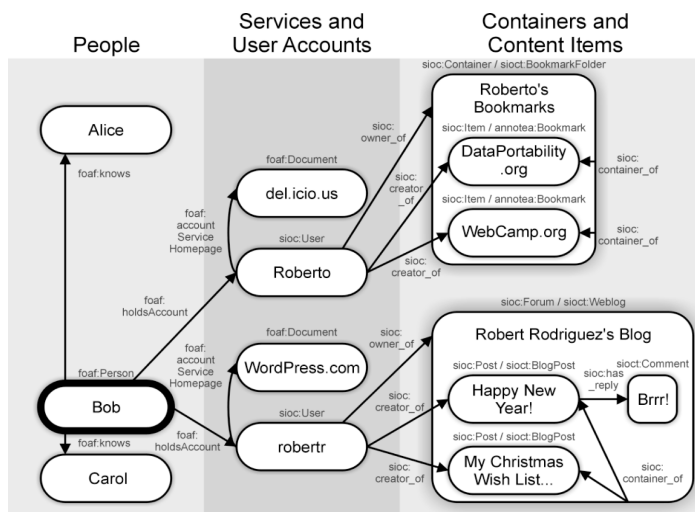 People
Services and
User Accounts
Containers and
Content Items
sioc:Container / sioct:BookmarkFolder
Roberto's
Bookmarks
Alice
foaf:knows
foaf:Document
del.icio.us
foaf:
account
Service
Homepage
sioc:User
Roberto
sioc:
owner_of
sioc:
creator
_of
sioc:
creator_of
sioc:Item / annotea:Bookmark
DataPortability
.org
sioc:
container_of
sioc:Item / annotea:Bookmark
WebCamp.org
sioc:
container_of
foaf:
holdsAccount
foaf:Person
Bob
foaf:knows
Carol
foaf:
holdsAccount
foaf:Document
WordPress.com
foaf:
account
Service
Homepage
sioc:User
robertr
sioc:
owner_of
sioc:
creator_of
sioc:
creator_of
sioc:Forum / sioct:Weblog
Robert Rodriguez's Blog
sioc:Post / sioct:BlogPost
Happy New
Year!
sioc:has
_reply
sioct:Comment
Brrr!
sioc:Post / sioct:BlogPost
My Christmas
Wish List...
sioc:
container_of